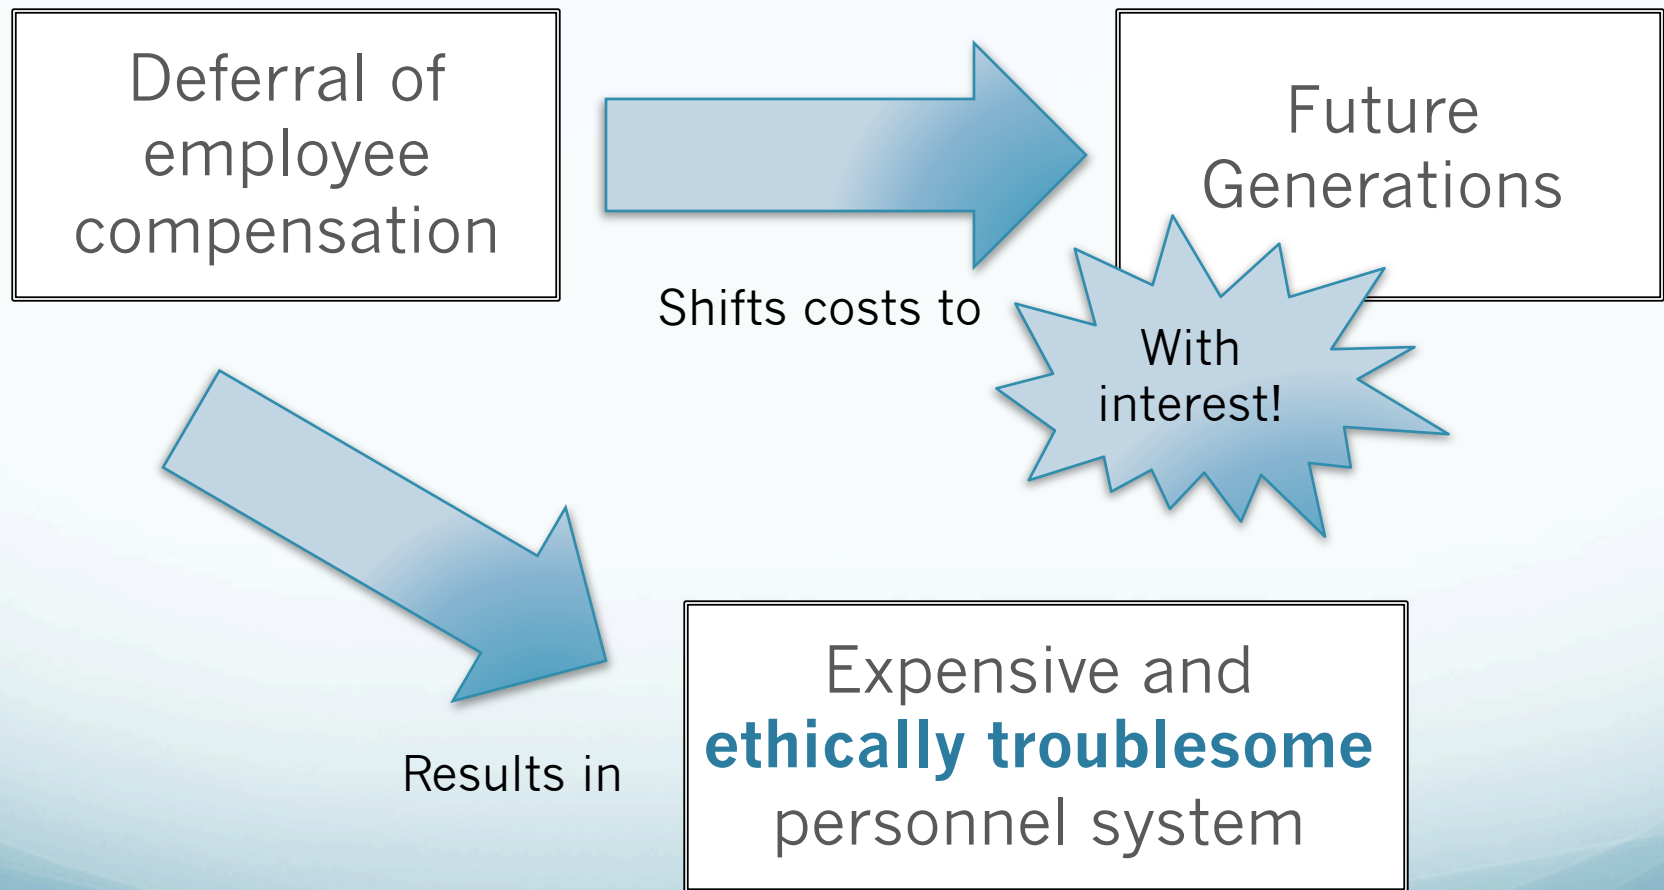 Deferral of
employee
compensation
Shifts costs to
Future
Generations
With
interest!
Results in
Expensive and
ethically troublesome
personnel system